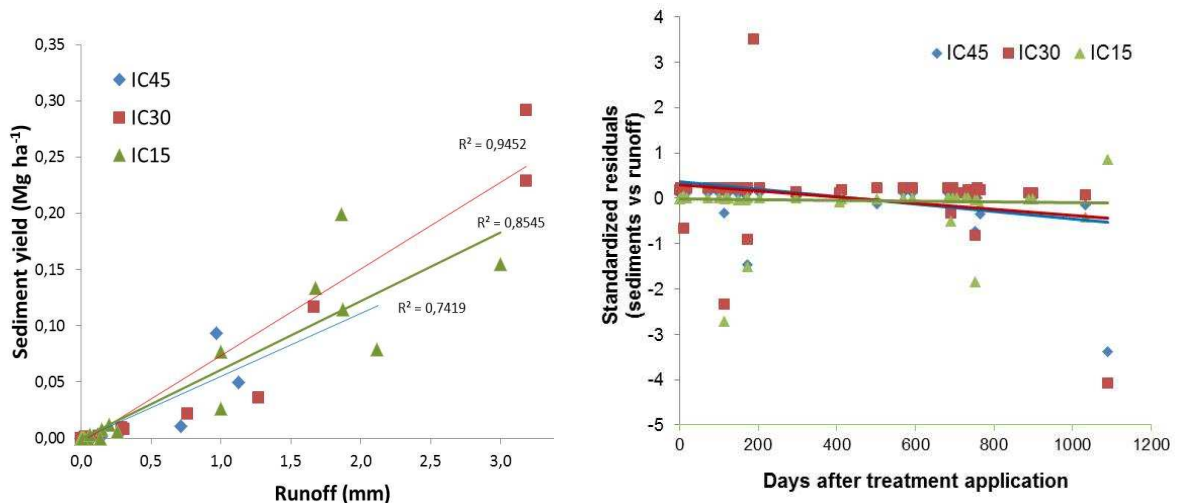 0,35
0,30
0,25
0,20
0,15
0,10
0,05
0,00
Sediment yield (Mg ha⁻¹)
IC45
IC30
IC15
R² = 0,9452
R² = 0,8545
R² = 0,7419
0,0 0,5 1,0 1,5 2,0 2,5 3,0
Runoff (mm)
4
3
2
1
0
-1
-2
-3
-4
-5
Standardized residuals
(sediments vs runoff)
IC45 IC30 IC15
0 200 400 600 800 1000 1200
Days after treatment application